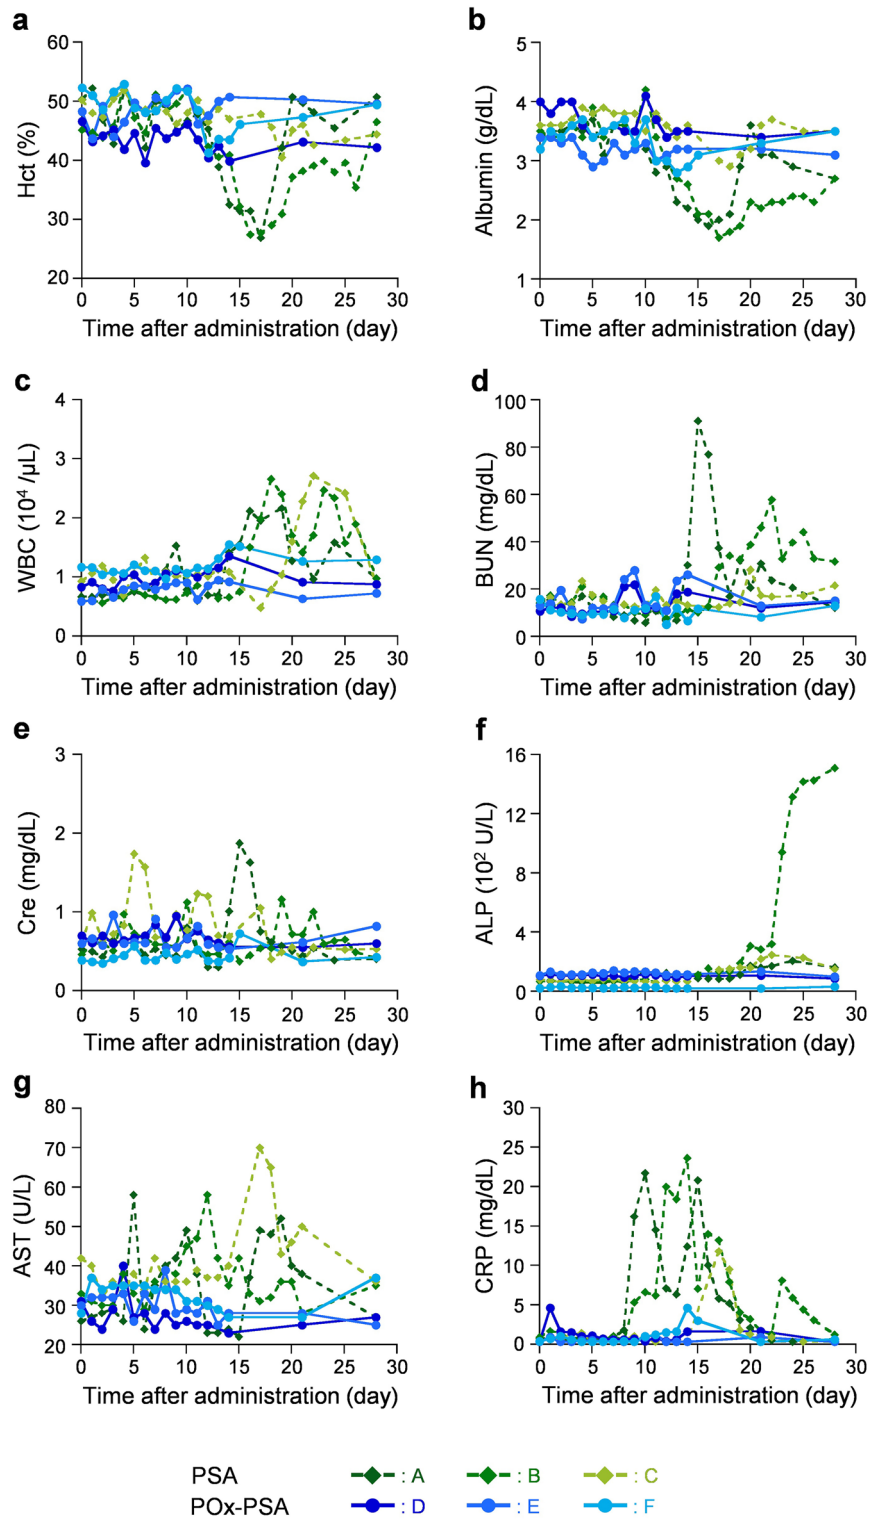 a
Hct (%)
60
50
40
30
20
0 5 10 15 20 25 30
Time after administration (day)
b
Albumin (g/dL)
5
4
3
2
1
0 5 10 15 20 25 30
Time after administration (day)
c
WBC (10⁴ /µL)
4
3
2
1
0
0 5 10 15 20 25 30
Time after administration (day)
d
BUN (mg/dL)
100
80
60
40
20
0
0 5 10 15 20 25 30
Time after administration (day)
e
Cre (mg/dL)
3
2
1
0
0 5 10 15 20 25 30
Time after administration (day)
f
ALP (10² U/L)
16
12
8
4
0
0 5 10 15 20 25 30
Time after administration (day)
g
AST (U/L)
80
70
60
50
40
30
20
0 5 10 15 20 25 30
Time after administration (day)
h
CRP (mg/dL)
30
25
20
15
10
5
0
0 5 10 15 20 25 30
Time after administration (day)
PSA : A : B : C
POx-PSA : D : E : F